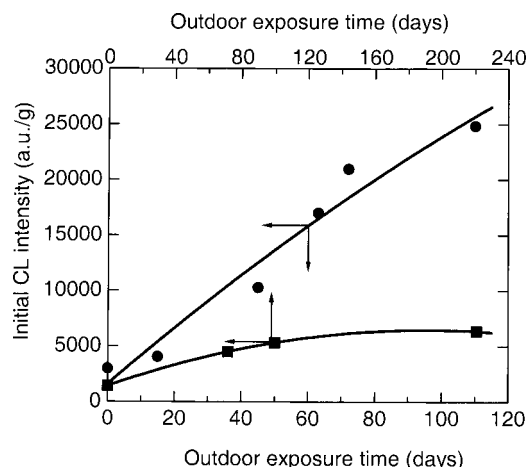 Outdoor exposure time (days)
0 40 80 120 160 200 240
30000
25000
20000
15000
10000
5000
0
Initial CL intensity (a.u./g)
0 20 40 60 80 100 120
Outdoor exposure time (days)